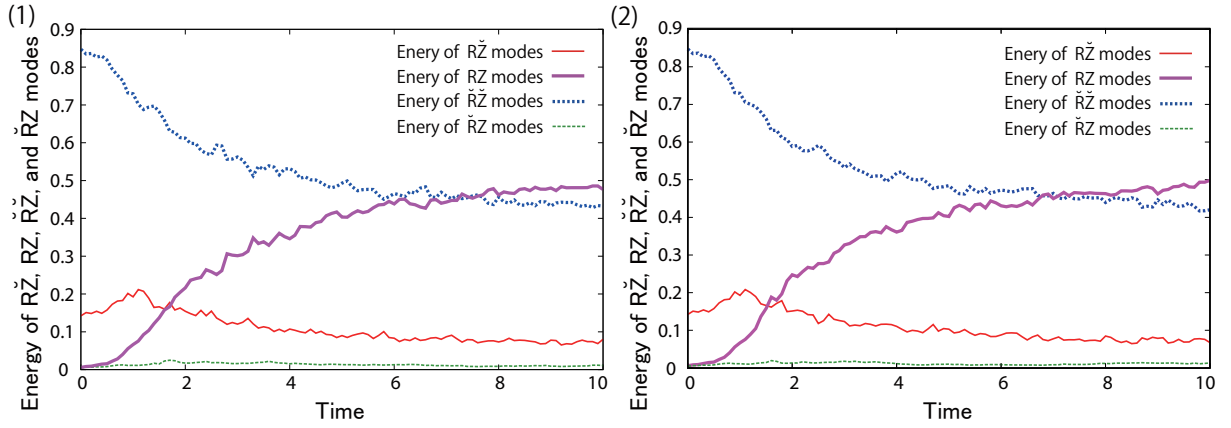 (1)
0.9
0.8
0.7
0.6
0.5
0.4
0.3
0.2
0.1
0
0
2
4
6
8
10
Time
Energy of RŽ, RZ, ŘŽ, and ŘZ modes
Enery of RŽ modes
Enery of RZ modes
Enery of ŘŽ modes
Enery of ŘZ modes
(2)
0.9
0.8
0.7
0.6
0.5
0.4
0.3
0.2
0.1
0
0
2
4
6
8
10
Time
Energy of RŽ, RZ, ŘŽ, and ŘZ modes
Enery of RŽ modes
Enery of RZ modes
Enery of ŘŽ modes
Enery of ŘZ modes